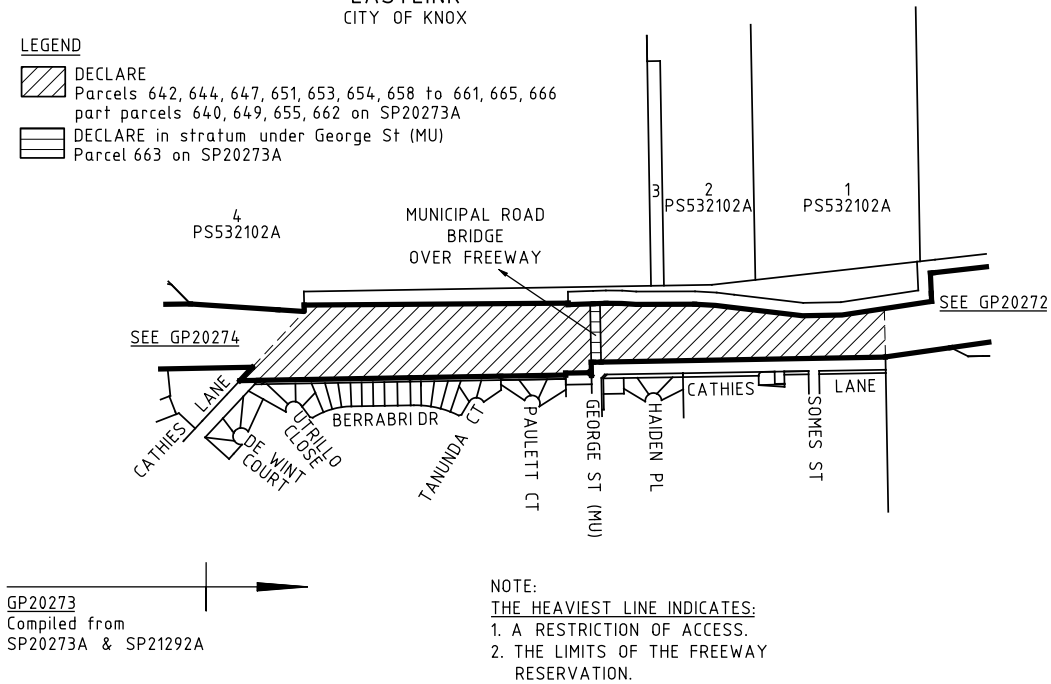 EASTLINK
CITY OF KNOX
LEGEND
DECLARE
Parcels 642, 644, 647, 651, 653, 654, 658 to 661, 665, 666
part parcels 640, 649, 655, 662 on SP20273A
DECLARE in stratum under George St (MU)
Parcel 663 on SP20273A
4
PS532102A
MUNICIPAL ROAD
BRIDGE
OVER FREEWAY
3
2
PS532102A
1
PS532102A
SEE GP20274
SEE GP20272
CATHIES LANE
DE WINT
COURT
UTRILLO
CLOSE
BERRABRI DR
TANUNDA CT
PAULETT CT
GEORGE ST (MU)
HAIDEN PL
CATHIES LANE
SOMES ST
GP20273
Compiled from
SP20273A & SP21292A
NOTE:
THE HEAVIEST LINE INDICATES:
1. A RESTRICTION OF ACCESS.
2. THE LIMITS OF THE FREEWAY
RESERVATION.